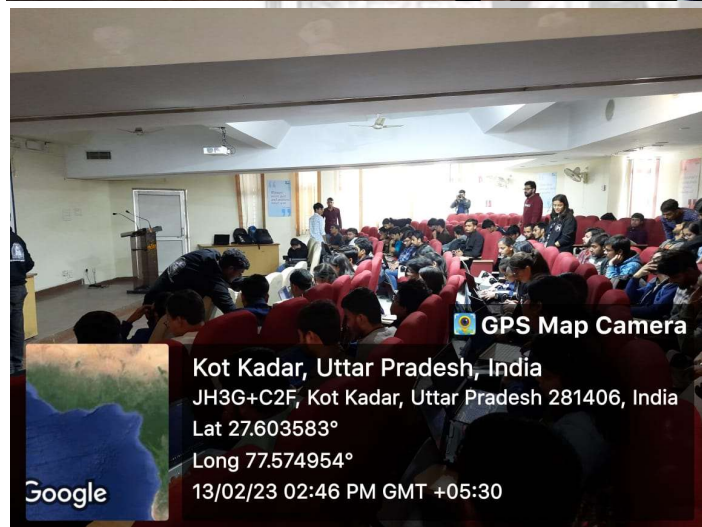 GPS Map Camera
Kot Kadar, Uttar Pradesh, India
JH3G+C2F, Kot Kadar, Uttar Pradesh 281406, India
Lat 27.603583°
Long 77.574954°
13/02/23 02:46 PM GMT +05:30
Google